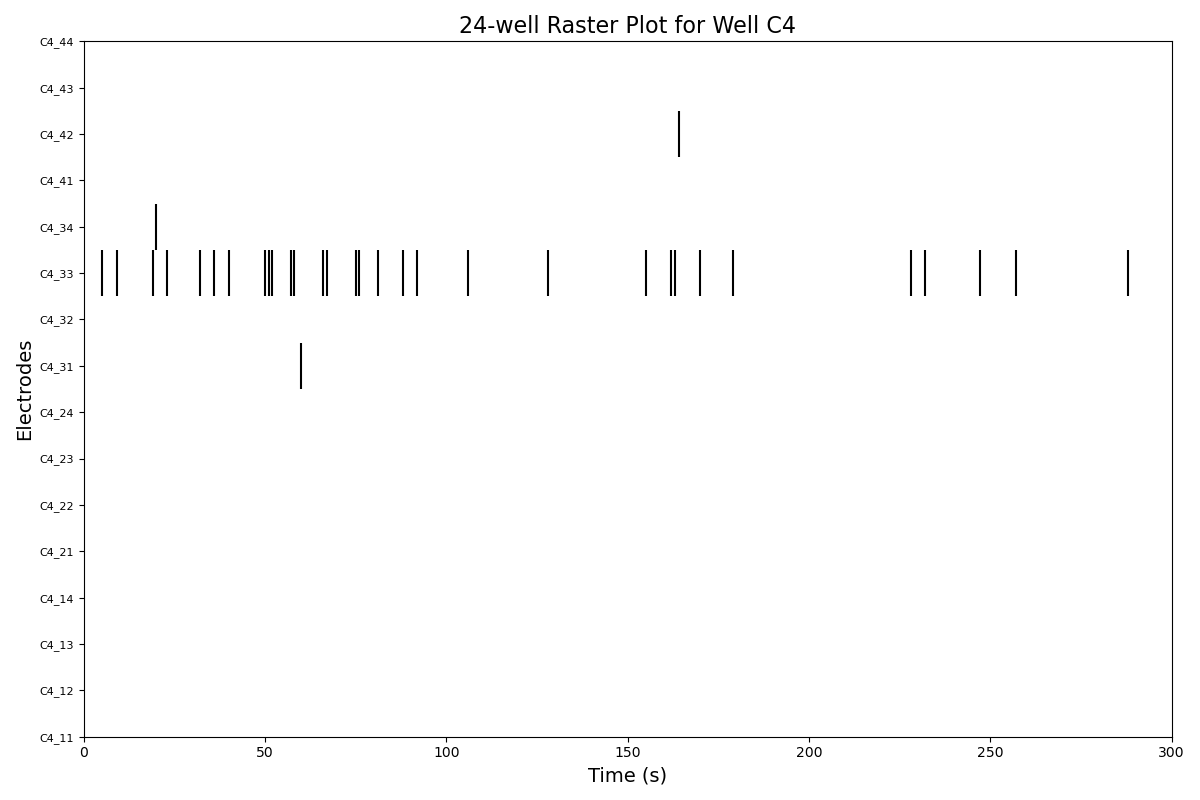 24-well Raster Plot for Well C4
C4_44
C4_43
C4_42
C4_41
C4_34
C4_33
C4_32
C4_31
C4_24
C4_23
C4_22
C4_21
C4_14
C4_13
C4_12
C4_11
Electrodes
0 50 100 150 200 250 300
Time (s)